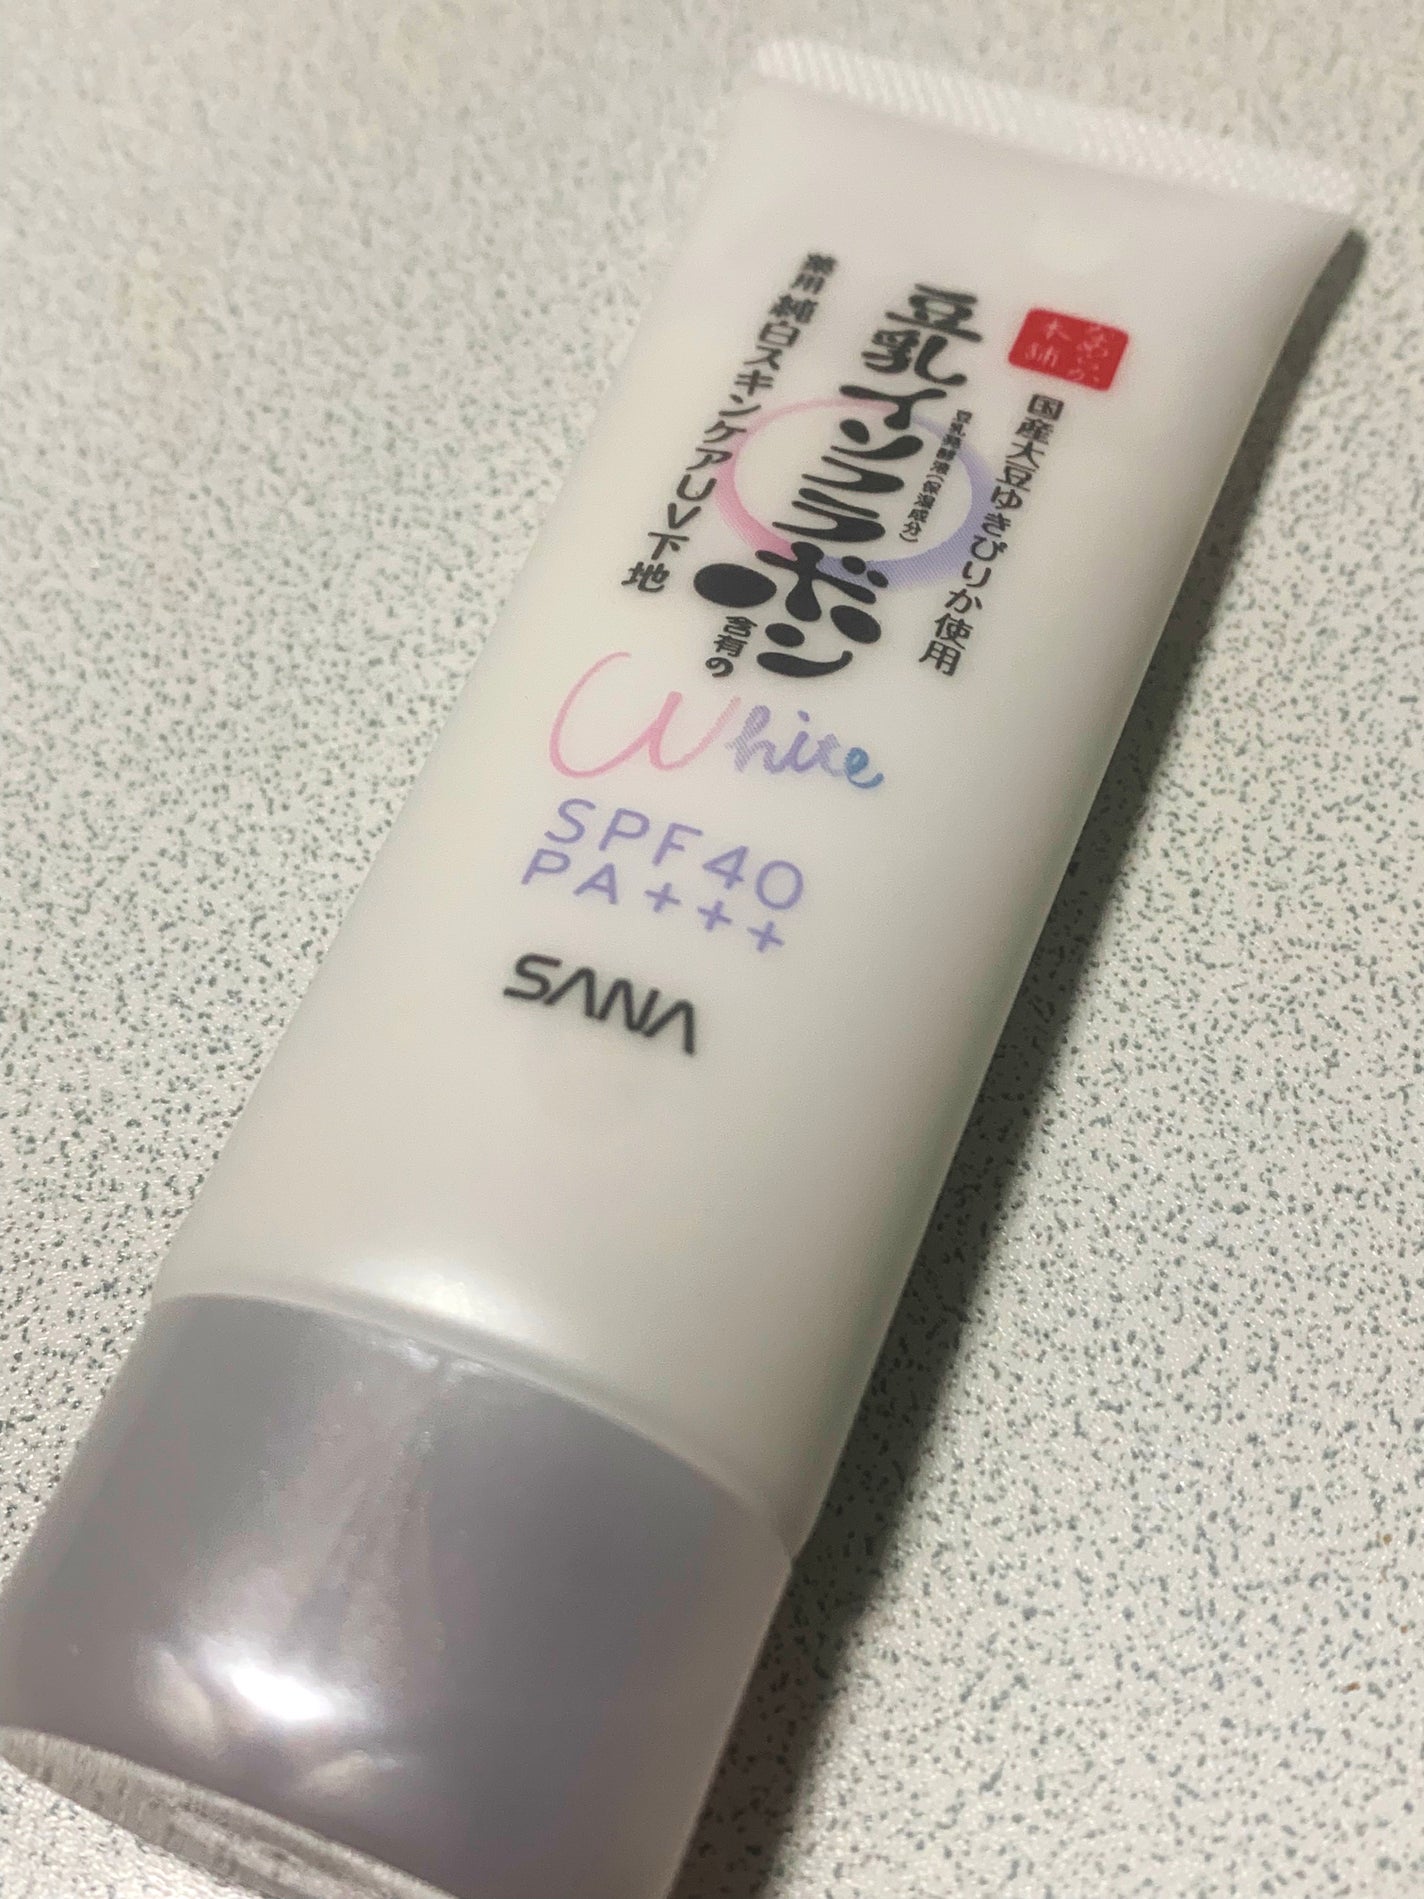 なめらか
本舗
国産大豆ゆきぴりか使用
豆乳イソフラボン
豆乳発酵液(保湿成分)
含有の
薬用 純白スキンケアUV下地
White
SPF40
PA+++
SANA